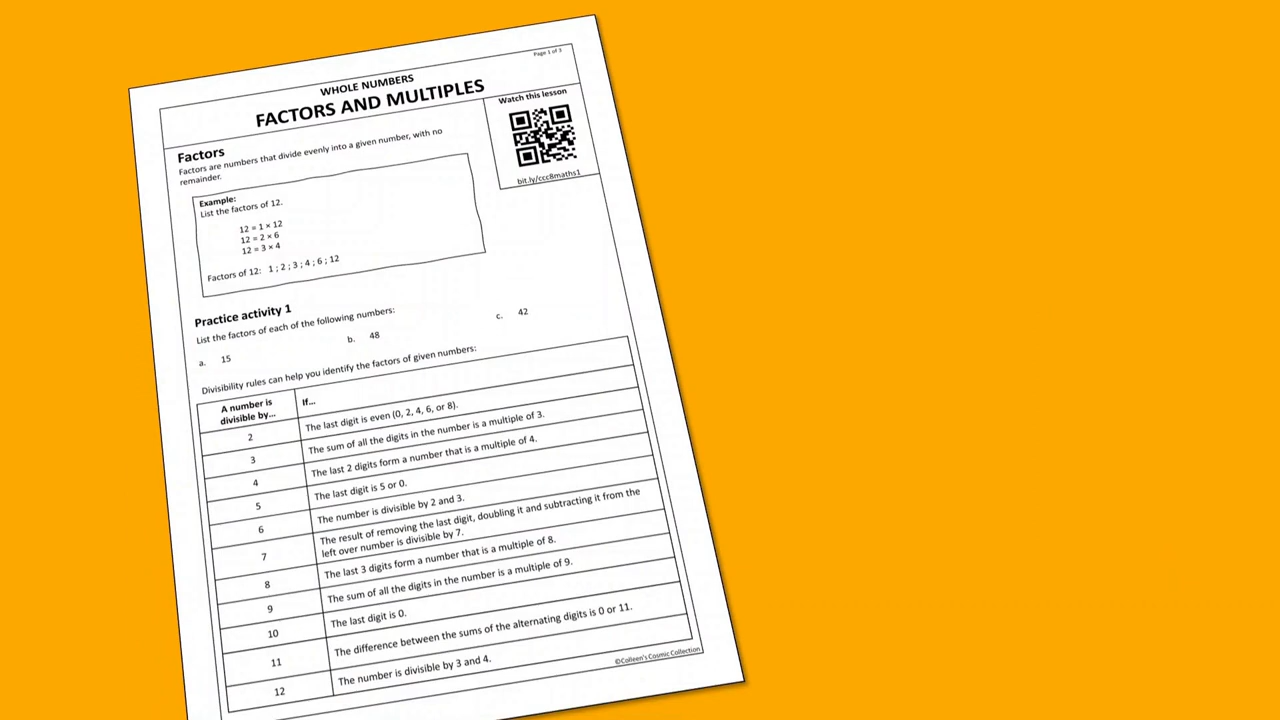 Page 1 of 3
WHOLE NUMBERS
FACTORS AND MULTIPLES
Watch this lesson
bit.ly/ccc8maths1
Factors
Factors are numbers that divide evenly into a given number, with no
remainder.
Example:
List the factors of 12.
12 = 1 × 12
12 = 2 × 6
12 = 3 × 4
Factors of 12: 1 ; 2 ; 3 ; 4 ; 6 ; 12
Practice activity 1
List the factors of each of the following numbers:
a. 15 b. 48 c. 42
Divisibility rules can help you identify the factors of given numbers:
A number is
divisible by...
If...
2 The last digit is even (0, 2, 4, 6, or 8).
3 The sum of all the digits in the number is a multiple of 3.
4 The last 2 digits form a number that is a multiple of 4.
5 The last digit is 5 or 0.
6 The number is divisible by 2 and 3.
7 The result of removing the last digit, doubling it and subtracting it from the
left over number is divisible by 7.
8 The last 3 digits form a number that is a multiple of 8.
9 The sum of all the digits in the number is a multiple of 9.
10 The last digit is 0.
11 The difference between the sums of the alternating digits is 0 or 11.
12 The number is divisible by 3 and 4.
©Colleen's Cosmic Collection